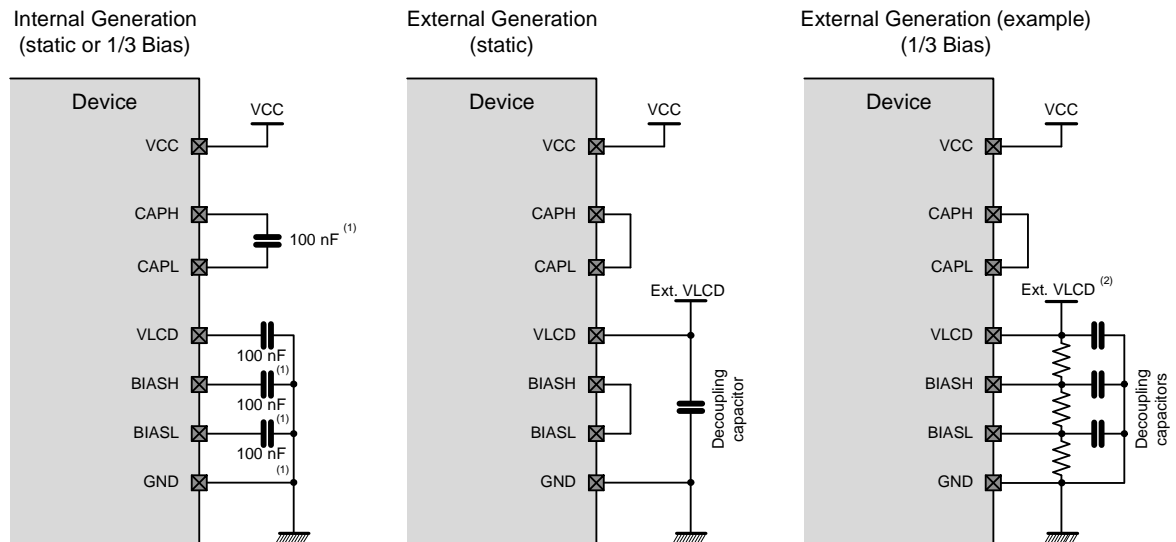 Internal Generation
(static or 1/3 Bias)
Device
VCC
VCC
CAPH
100 nF (1)
CAPL
VLCD
100 nF
(1)
BIASH
100 nF
(1)
BIASL
100 nF
(1)
GND
External Generation
(static)
Device
VCC
VCC
CAPH
CAPL
Ext. VLCD
VLCD
BIASH
Decoupling
capacitor
BIASL
GND
External Generation (example)
(1/3 Bias)
Device
VCC
VCC
CAPH
CAPL
Ext. VLCD (2)
VLCD
BIASH
Decoupling
capacitors
BIASL
GND